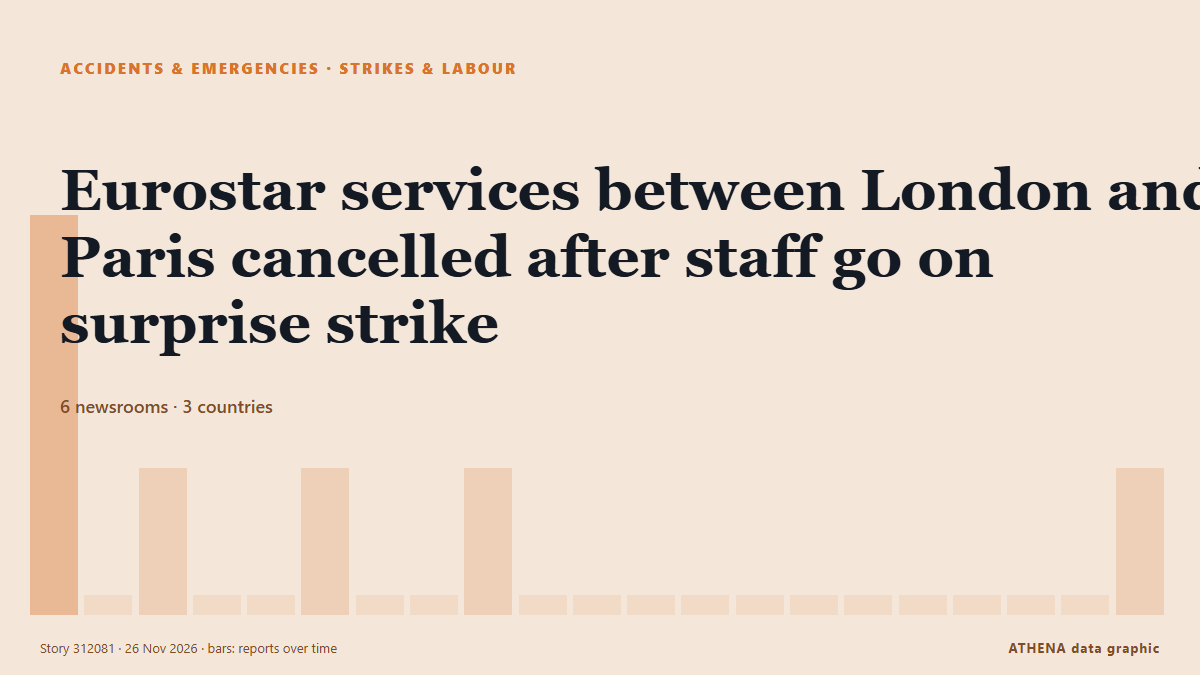 ACCIDENTS & EMERGENCIES · STRIKES & LABOUR
Eurostar services between London and
Paris cancelled after staff go on
surprise strike
6 newsrooms · 3 countries
Story 312081 · 26 Nov 2026 · bars: reports over time
ATHENA data graphic